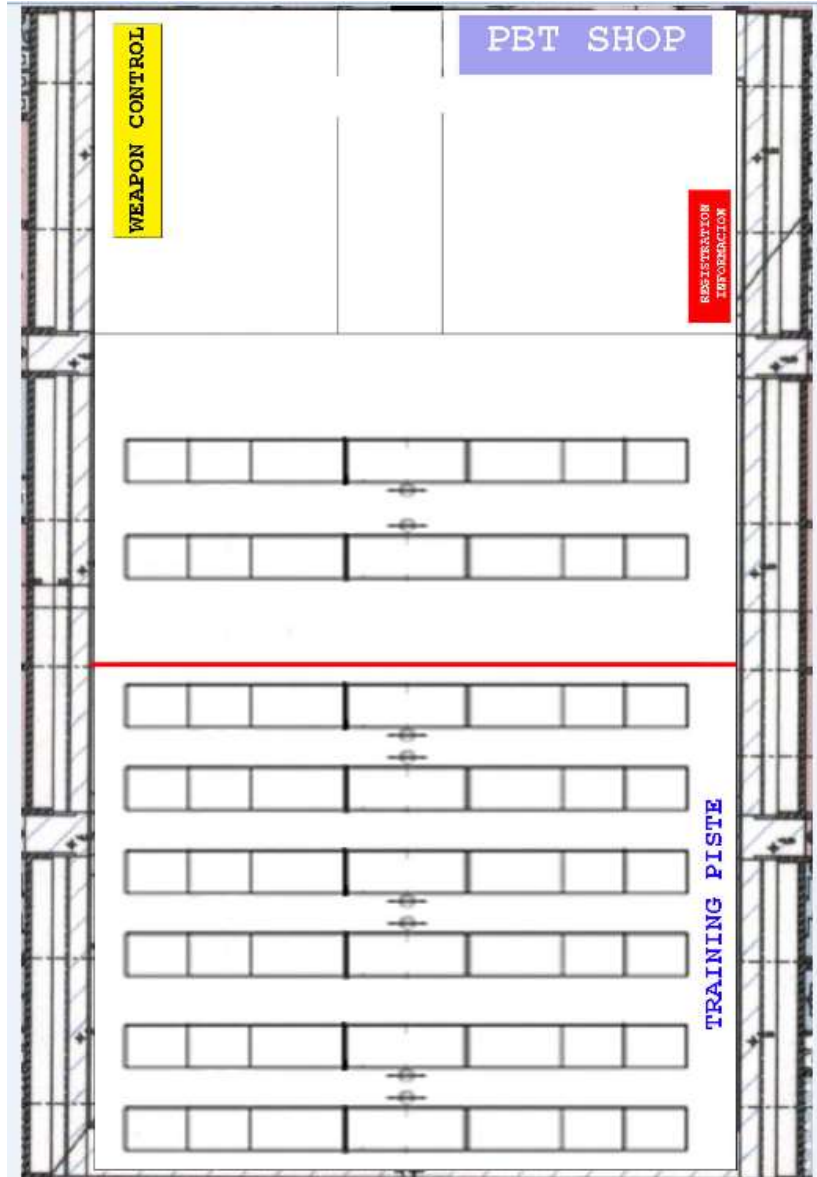 WEAPON CONTROL
PBT SHOP
REGISTRATION
INFORMACION
TRAINING PISTE